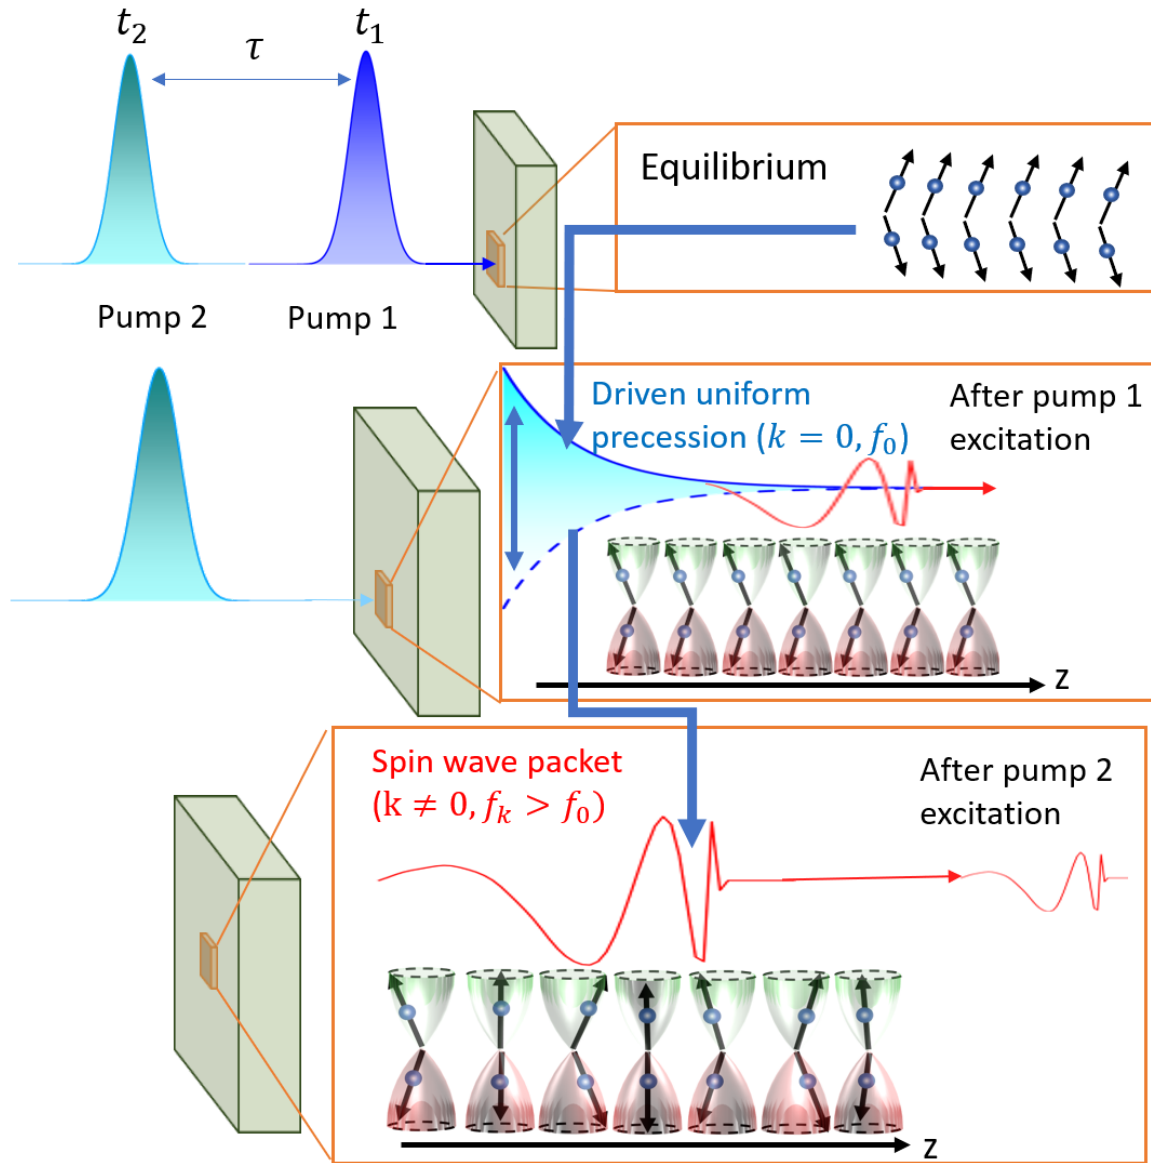 t₂
t₁
τ
Equilibrium
Pump 2
Pump 1
Driven uniform
precession (k = 0, f₀)
After pump 1
excitation
z
Spin wave packet
(k ≠ 0, fₖ > f₀)
After pump 2
excitation
z